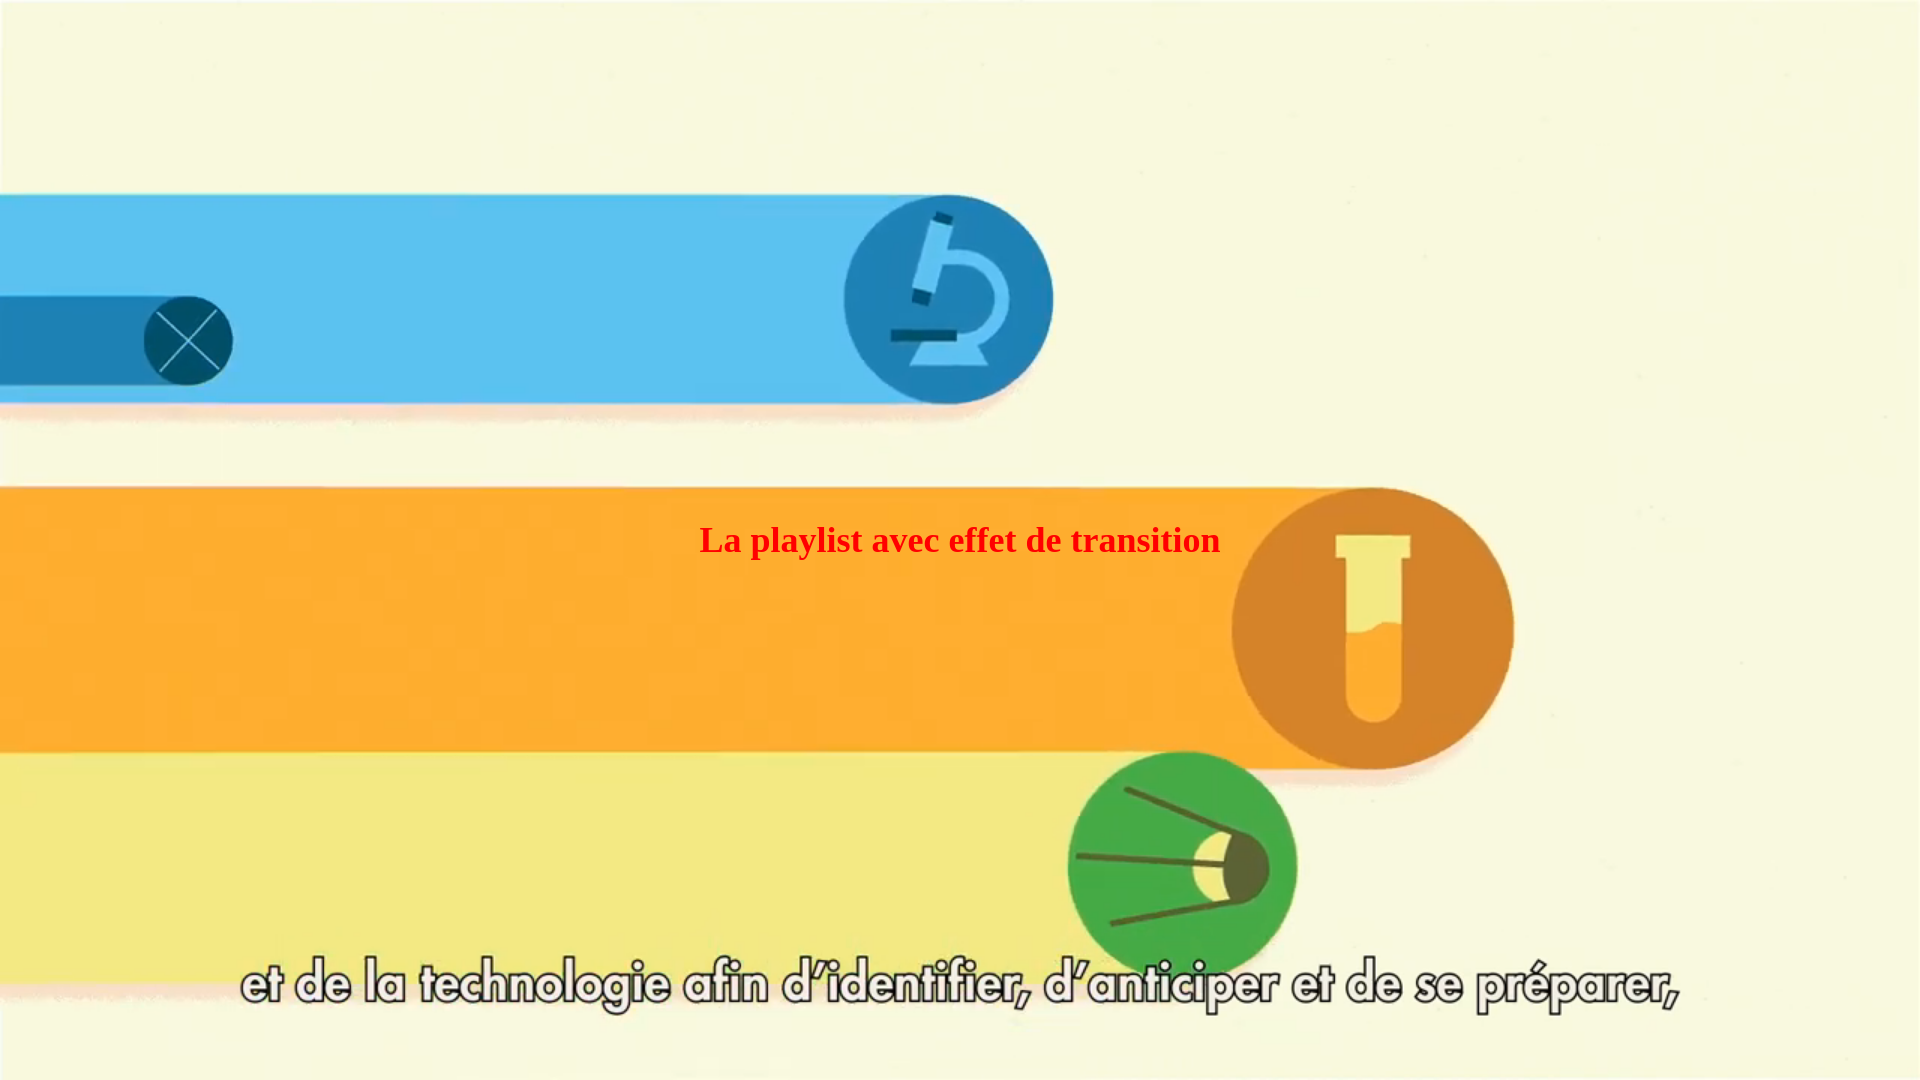 La playlist avec effet de transition
et de la technologie afin d’identifier, d’anticiper et de se préparer,